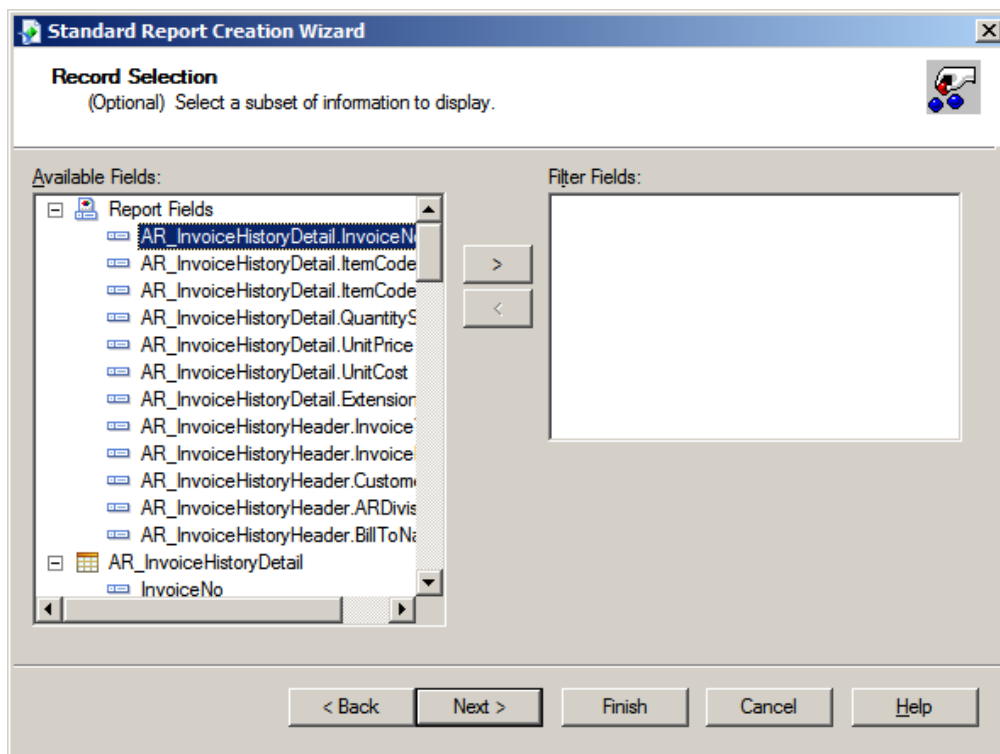 Standard Report Creation Wizard
Record Selection
(Optional) Select a subset of information to display.
Available Fields:
Filter Fields:
Report Fields
AR_InvoiceHistoryDetail.InvoiceN
AR_InvoiceHistoryDetail.ItemCode
AR_InvoiceHistoryDetail.ItemCode
AR_InvoiceHistoryDetail.QuantityS
AR_InvoiceHistoryDetail.UnitPrice
AR_InvoiceHistoryDetail.UnitCost
AR_InvoiceHistoryDetail.Extension
AR_InvoiceHistoryHeader.Invoice
AR_InvoiceHistoryHeader.Invoice
AR_InvoiceHistoryHeader.Custome
AR_InvoiceHistoryHeader.ARDivis
AR_InvoiceHistoryHeader.BillToNa
AR_InvoiceHistoryDetail
InvoiceNo
>
<
< Back
Next >
Finish
Cancel
Help